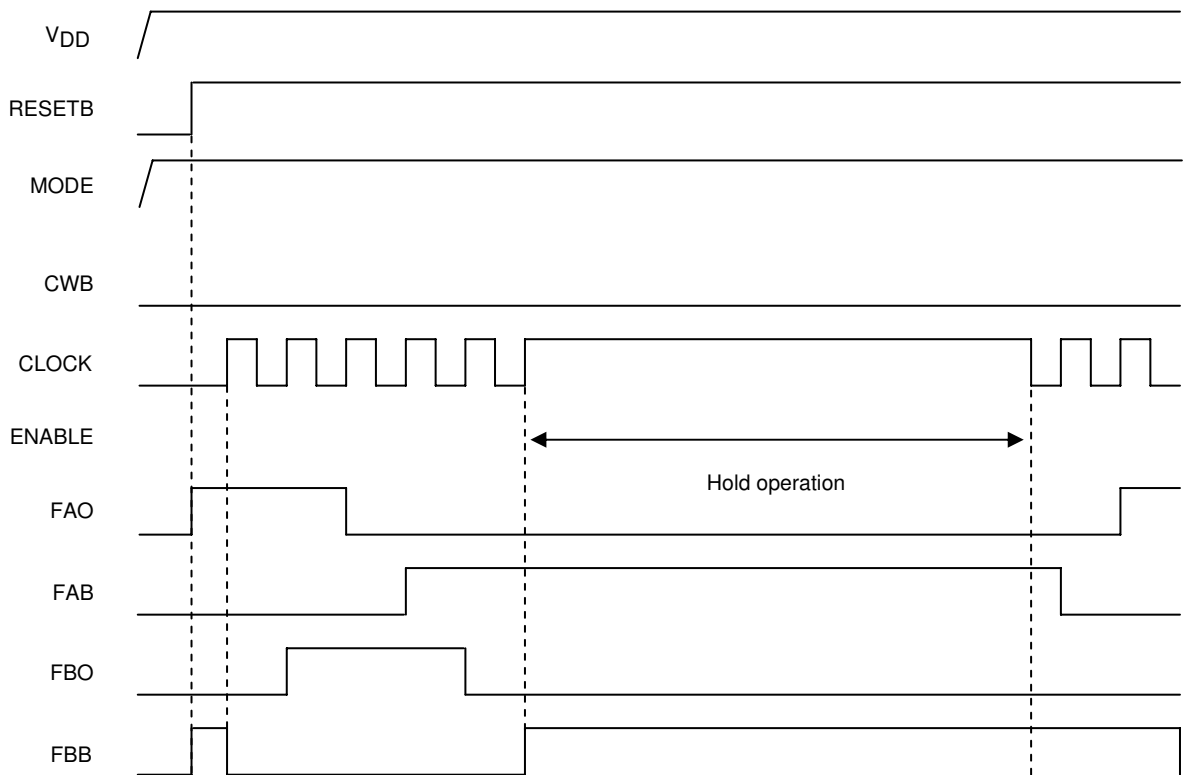 VDD
RESETB
MODE
CWB
CLOCK
ENABLE
Hold operation
FAO
FAB
FBO
FBB